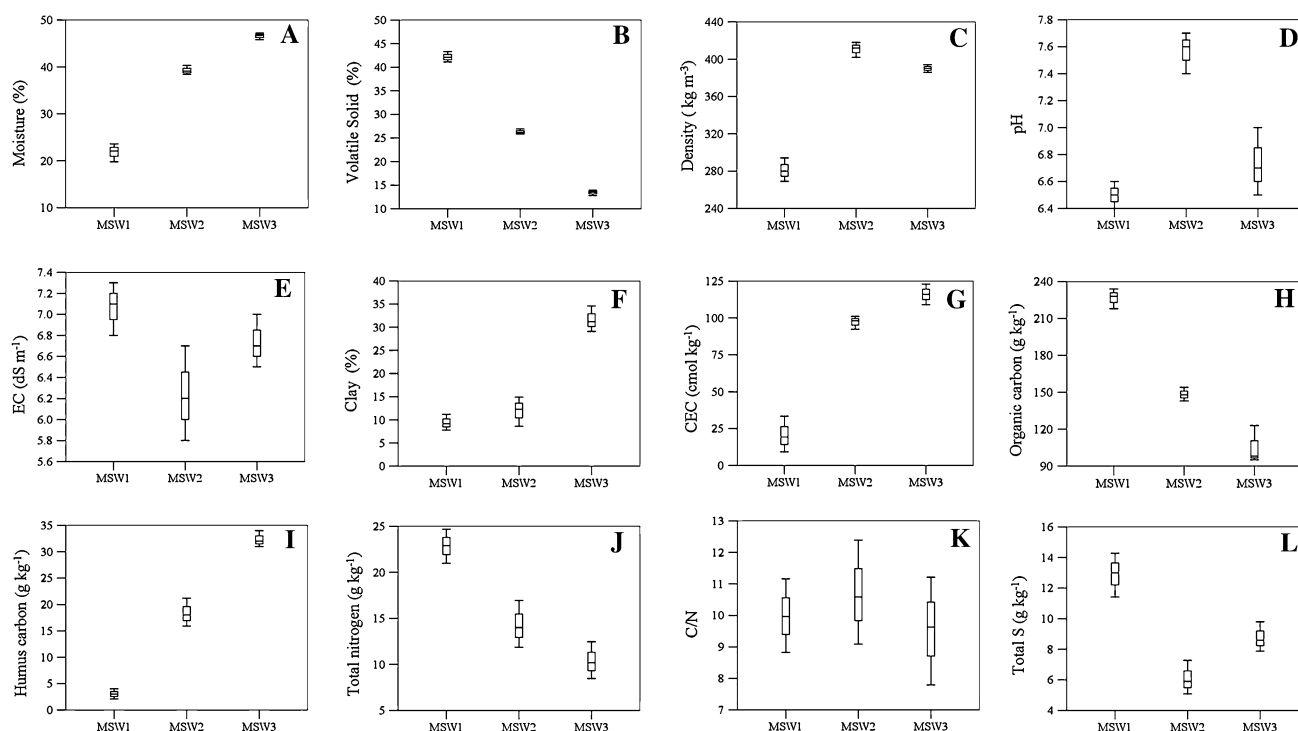 A
Moisture (%)
50
40
30
20
10
MSW1 MSW2 MSW3
B
Volatile Solid (%)
50
45
40
35
30
25
20
15
10
MSW1 MSW2 MSW3
C
Density ( kg m⁻³)
440
400
360
320
280
240
MSW1 MSW2 MSW3
D
pH
7.8
7.6
7.4
7.2
7.0
6.8
6.6
6.4
MSW1 MSW2 MSW3
E
EC (dS m⁻¹)
7.4
7.2
7.0
6.8
6.6
6.4
6.2
6.0
5.8
5.6
MSW1 MSW2 MSW3
F
Clay (%)
40
35
30
25
20
15
10
5
0
MSW1 MSW2 MSW3
G
CEC (cmol kg⁻¹)
125
100
75
50
25
0
MSW1 MSW2 MSW3
H
Organic carbon (g kg⁻¹)
240
210
180
150
120
90
MSW1 MSW2 MSW3
I
Humus carbon (g kg⁻¹)
35
30
25
20
15
10
5
0
MSW1 MSW2 MSW3
J
Total nitrogen (g kg⁻¹)
25
20
15
10
5
MSW1 MSW2 MSW3
K
C/N
13
12
11
10
9
8
7
MSW1 MSW2 MSW3
L
Total S (g kg⁻¹)
16
14
12
10
8
6
4
MSW1 MSW2 MSW3